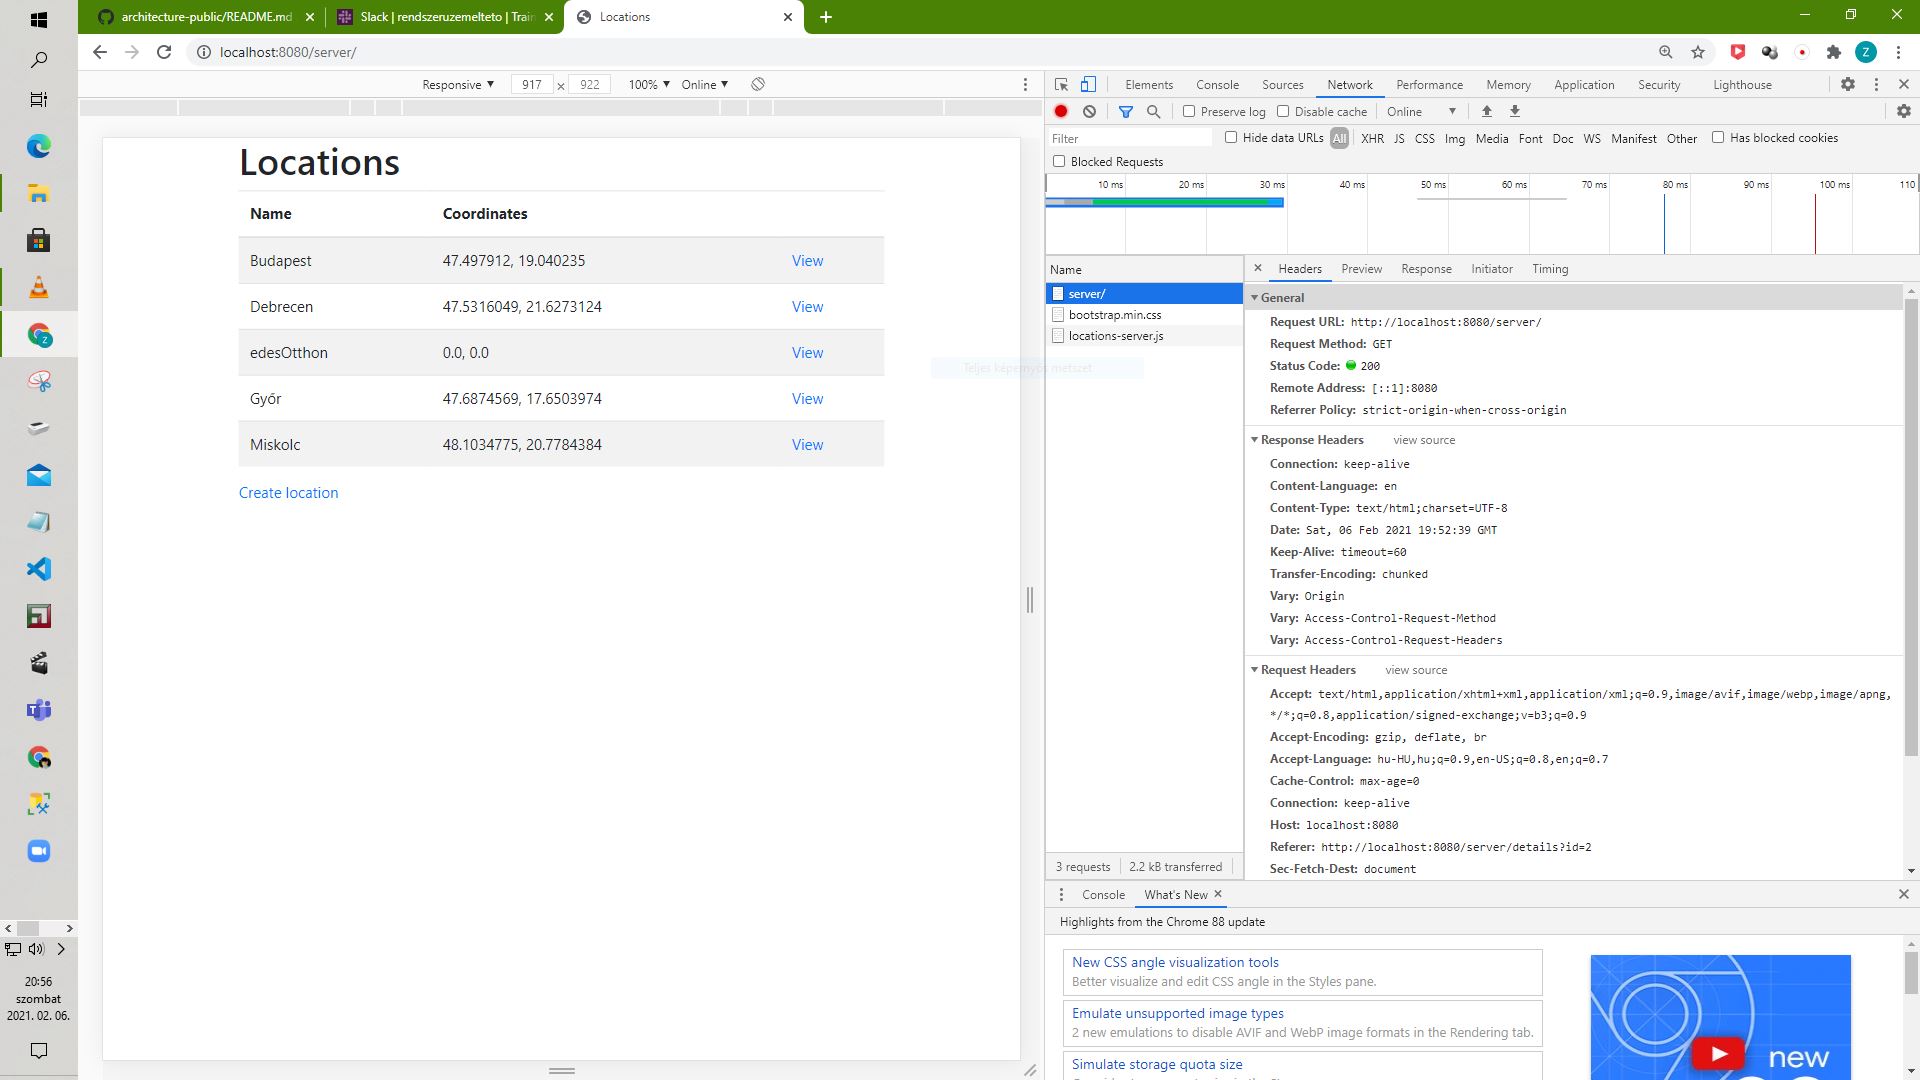 architecture-public/README.md
Slack | rendszeruzemelteto | Train
Locations
localhost:8080/server/
Z
Responsive ▼ 917 x 922 100% ▼ Online ▼
Locations
Name Coordinates
Budapest 47.497912, 19.040235 View
Debrecen 47.5316049, 21.6273124 View
edesOtthon 0.0, 0.0 View
Győr 47.6874569, 17.6503974 View
Miskolc 48.1034775, 20.7784384 View
Create location
Teljes képernyős metszet
Elements Console Sources Network Performance Memory Application Security Lighthouse
Preserve log Disable cache Online ▼
Filter Hide data URLs All XHR JS CSS Img Media Font Doc WS Manifest Other Has blocked cookies
Blocked Requests
10 ms 20 ms 30 ms 40 ms 50 ms 60 ms 70 ms 80 ms 90 ms 100 ms 110
Name
server/
bootstrap.min.css
locations-server.js
3 requests 2.2 kB transferred
Headers Preview Response Initiator Timing
General
Request URL: http://localhost:8080/server/
Request Method: GET
Status Code: 200
Remote Address: [::1]:8080
Referrer Policy: strict-origin-when-cross-origin
Response Headers view source
Connection: keep-alive
Content-Language: en
Content-Type: text/html;charset=UTF-8
Date: Sat, 06 Feb 2021 19:52:39 GMT
Keep-Alive: timeout=60
Transfer-Encoding: chunked
Vary: Origin
Vary: Access-Control-Request-Method
Vary: Access-Control-Request-Headers
Request Headers view source
Accept: text/html,application/xhtml+xml,application/xml;q=0.9,image/avif,image/webp,image/apng,
*/*;q=0.8,application/signed-exchange;v=b3;q=0.9
Accept-Encoding: gzip, deflate, br
Accept-Language: hu-HU,hu;q=0.9,en-US;q=0.8,en;q=0.7
Cache-Control: max-age=0
Connection: keep-alive
Host: localhost:8080
Referer: http://localhost:8080/server/details?id=2
Sec-Fetch-Dest: document
Console What's New
Highlights from the Chrome 88 update
New CSS angle visualization tools
Better visualize and edit CSS angle in the Styles pane.
Emulate unsupported image types
2 new emulations to disable AVIF and WebP image formats in the Rendering tab.
Simulate storage quota size
new
20:56
szombat
2021. 02. 06.